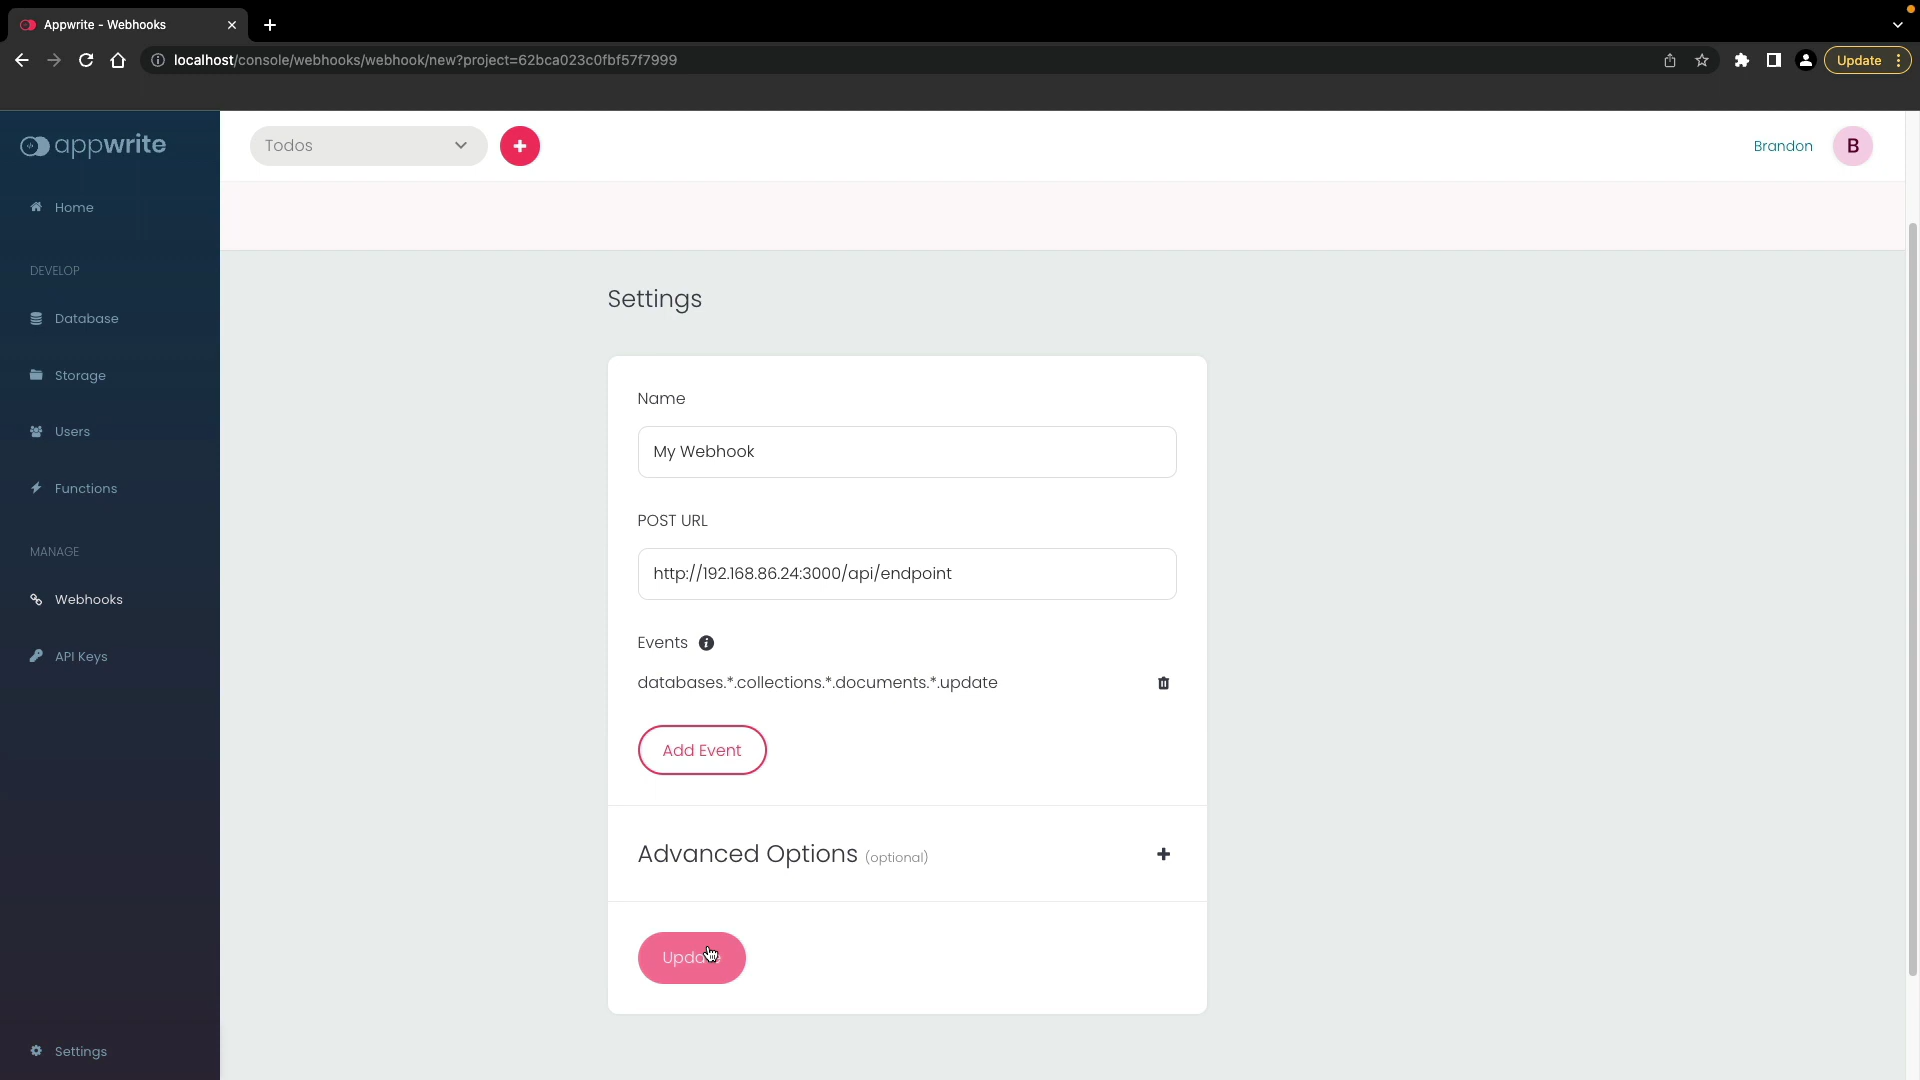 Appwrite - Webhooks
localhost/console/webhooks/webhook/new?project=62bca023c0fbf57f7999
Update
appwrite
Todos
Brandon
B
Home
DEVELOP
Database
Storage
Users
Functions
MANAGE
Webhooks
API Keys
Settings
Settings
Name
My Webhook
POST URL
http://192.168.86.24:3000/api/endpoint
Events
databases.*.collections.*.documents.*.update
Add Event
Advanced Options (optional)
Update